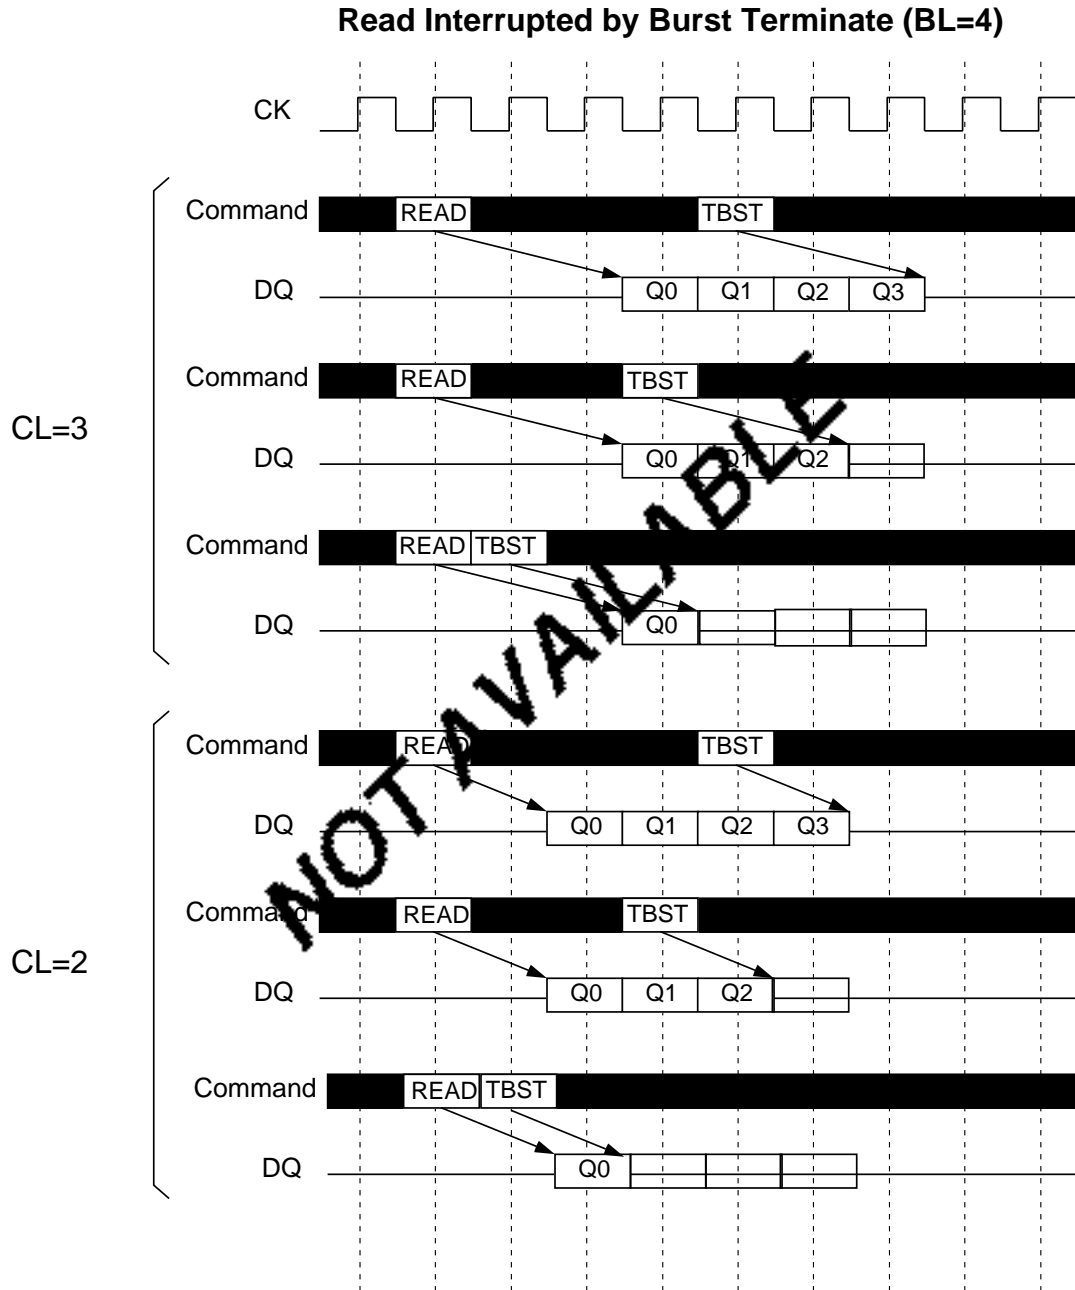 Read Interrupted by Burst Terminate (BL=4)
CK
CL=3
Command READ TBST
DQ Q0 Q1 Q2 Q3
Command READ TBST
DQ Q0 Q1 Q2
Command READ TBST
DQ Q0
CL=2
Command READ TBST
DQ Q0 Q1 Q2 Q3
Command READ TBST
DQ Q0 Q1 Q2
Command READ TBST
DQ Q0
NOT AVAILABLE